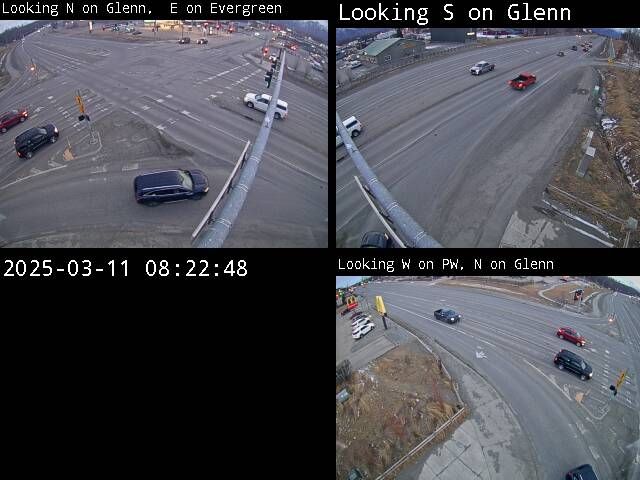 Looking N on Glenn,  E on Evergreen
Looking S on Glenn
2025-03-11 08:22:48
Looking W on PW, N on Glenn